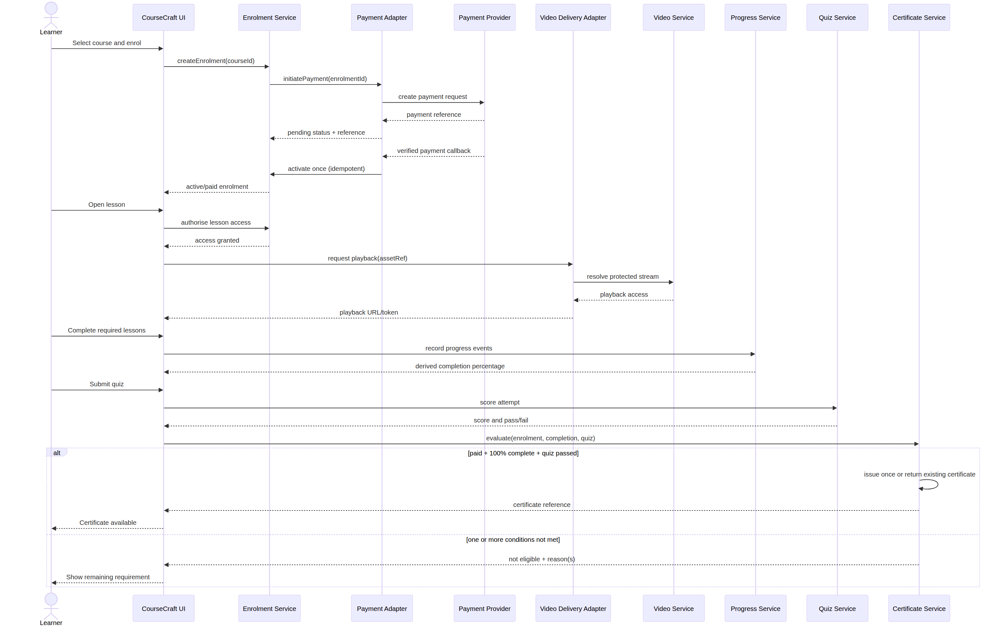 Learner
CourseCraft UI
Enrolment Service
Payment Adapter
Payment Provider
Video Delivery Adapter
Video Service
Progress Service
Quiz Service
Certificate Service
Select course and enrol
createEnrolment(courseId)
initiatePayment(enrolmentId)
create payment request
payment reference
pending status + reference
verified payment callback
activate once (idempotent)
active/paid enrolment
Open lesson
authorise lesson access
access granted
request playback(assetRef)
resolve protected stream
playback access
playback URL/token
Complete required lessons
record progress events
derived completion percentage
Submit quiz
score attempt
score and pass/fail
evaluate(enrolment, completion, quiz)
alt
[paid + 100% complete + quiz passed]
issue once or return existing certificate
certificate reference
Certificate available
[one or more conditions not met]
not eligible + reason(s)
Show remaining requirement
Learner
CourseCraft UI
Enrolment Service
Payment Adapter
Payment Provider
Video Delivery Adapter
Video Service
Progress Service
Quiz Service
Certificate Service